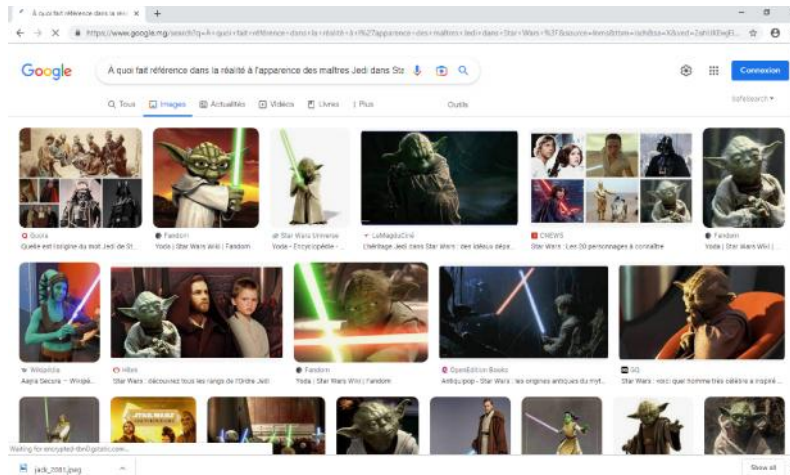 À quoi fait référence dans la réalité
https://www.google.mg/search?q=À+quoi+fait+référence+dans+la+réalité+à+l%27apparence+des+maîtres+Jedi+dans+Star+Wars
Google
À quoi fait référence dans la réalité à l'apparence des maîtres Jedi dans Sta
Connexion
Tous Images Actualités Vidéos Livres Plus Outils
SafeSearch
Quora
Quelle est l'origine du mot Jedi de St...
Fandom
Yoda | Star Wars Wiki | Fandom
Star Wars Universe
Yoda - Encyclopédie - ...
LeMagduCiné
L'héritage Jedi dans Star Wars : des idéaux dépa...
CNEWS
Star Wars : Les 20 personnages à connaître
Fandom
Yoda | Star Wars Wiki | ...
Wikipédia
Aayla Secura — Wikipé...
Hitek
Star Wars : découvrez tous les rangs de l'Ordre Jedi
Fandom
Yoda | Star Wars Wiki | Fandom
OpenEdition Books
Antiquipop - Star Wars : les origines antiques du myt...
GQ
Star Wars : voici quel homme très célèbre a inspiré ...
STAR WARS
Waiting for encrypted-tbn0.gstatic.com...
jack_2281.jpeg
Show all